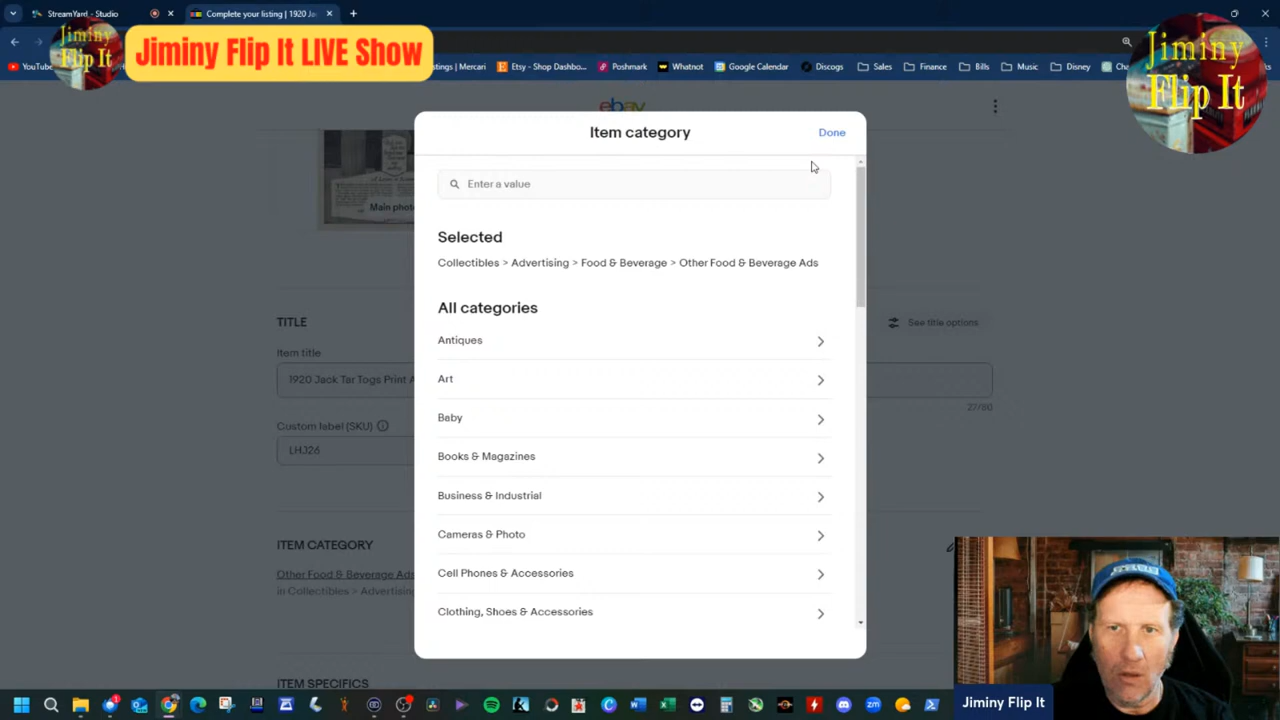 StreamYard - Studio
Complete your listing | 1920 Ja
YouTube
Jiminy Flip It
Jiminy Flip It LIVE Show
stings | Mercari
Etsy - Shop Dashbo...
Poshmark
Whatnot
Google Calendar
Discogs
Sales
Finance
Bills
Music
Disney
Jiminy
Flip It
ebay
Item category
Done
Enter a value
Selected
Collectibles > Advertising > Food & Beverage > Other Food & Beverage Ads
All categories
Antiques
Art
Baby
Books & Magazines
Business & Industrial
Cameras & Photo
Cell Phones & Accessories
Clothing, Shoes & Accessories
Main photo
TITLE
See title options
Item title
1920 Jack Tar Togs Print A
27/80
Custom label (SKU)
LHJ26
ITEM CATEGORY
Other Food & Beverage Ads
in Collectibles > Advertising
ITEM SPECIFICS
Jiminy Flip It